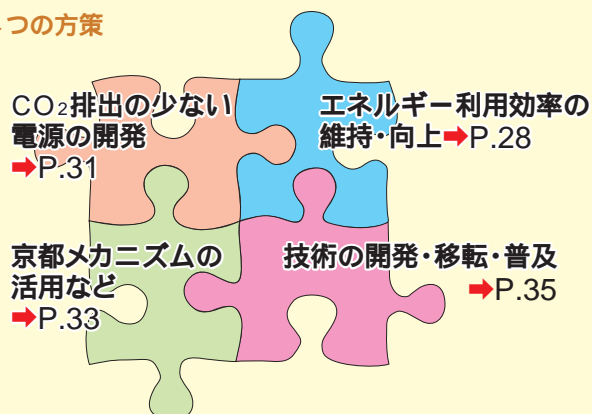 つの方策
CO₂排出の少ない
電源の開発
➡P.31
エネルギー利用効率の
維持・向上➡P.28
京都メカニズムの
活用など
➡P.33
技術の開発・移転・普及
➡P.35